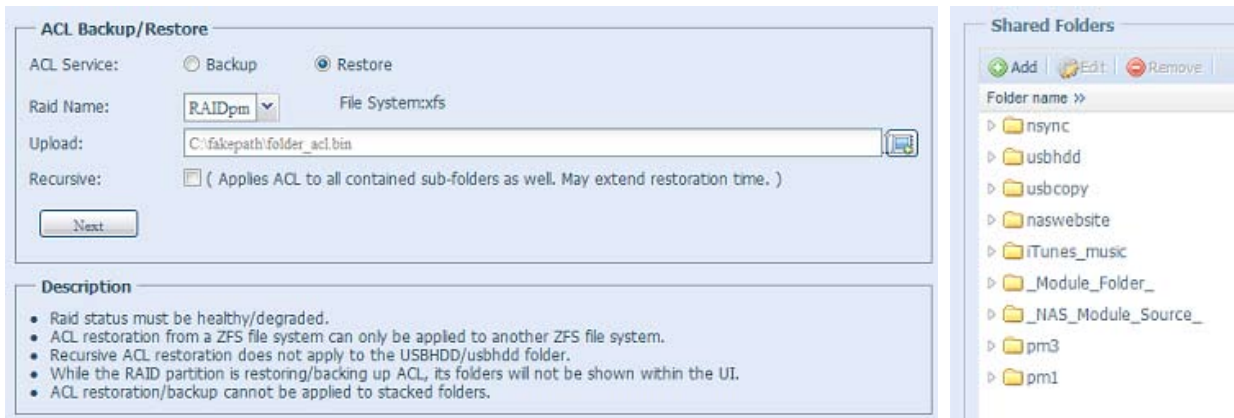 ACL Backup/Restore
ACL Service: Backup Restore
Raid Name: RAIDpm File System:xfs
Upload: C:\fakepath\folder_acl.bin
Recursive: ( Applies ACL to all contained sub-folders as well. May extend restoration time. )
Next
Description
• Raid status must be healthy/degraded.
• ACL restoration from a ZFS file system can only be applied to another ZFS file system.
• Recursive ACL restoration does not apply to the USBHDD/usbhdd folder.
• While the RAID partition is restoring/backing up ACL, its folders will not be shown within the UI.
• ACL restoration/backup cannot be applied to stacked folders.
Shared Folders
Add Edit Remove
Folder name »
nsync
usbhdd
usbcopy
naswebsite
iTunes_music
_Module_Folder_
_NAS_Module_Source_
pm3
pm1